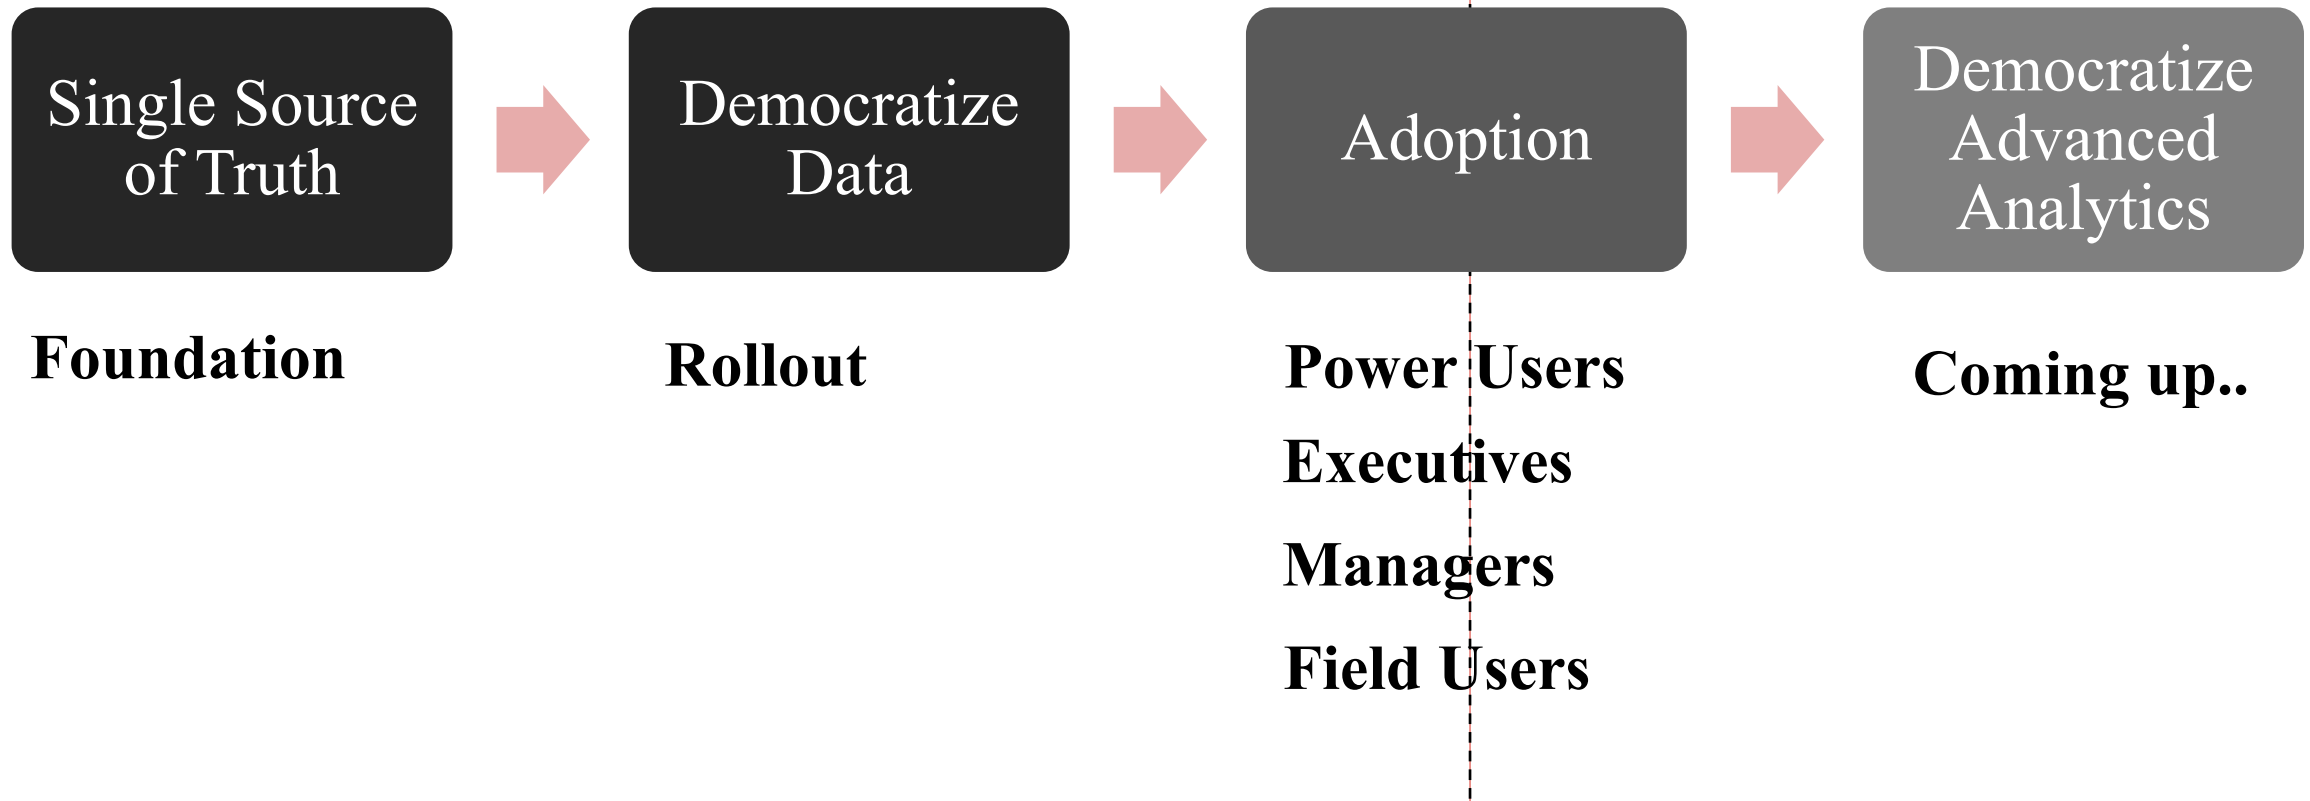 Single Source
of Truth
Democratize
Data
Adoption
Democratize
Advanced
Analytics
Foundation
Rollout
Power Users
Executives
Managers
Field Users
Coming up..